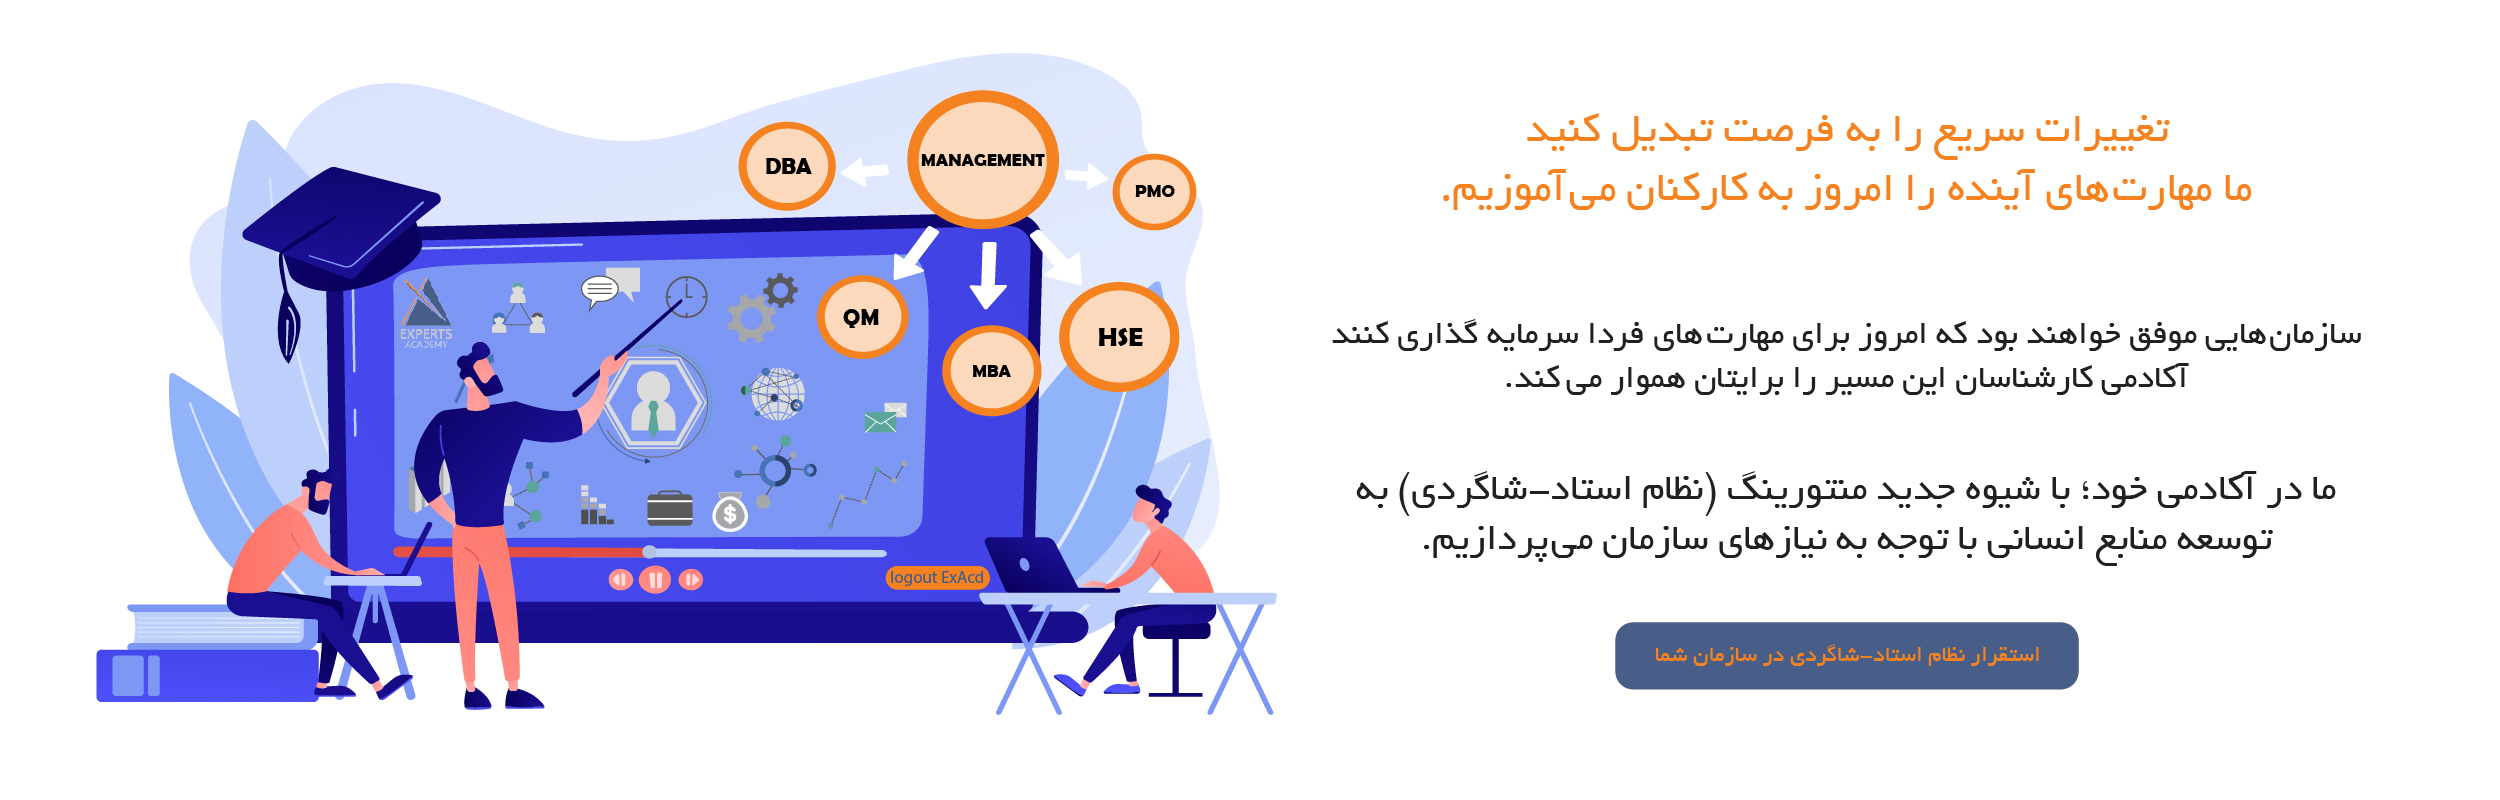 تغییرات سریع را به فرصت تبدیل کنید
ما مهارت‌های آینده را امروز به کارکنان می‌آموزیم.
سازمان‌هایی موفق خواهند بود که امروز برای مهارت‌های فردا سرمایه گذاری کنند
آکادمی کارشناسان این مسیر را برایتان هموار می‌کند.
ما در آکادمی خود؛ با شیوه جدید منتورینگ (نظام استاد-شاگردی) به
توسعه منابع انسانی با توجه به نیازهای سازمان می‌پردازیم.
استقرار نظام استاد-شاگردی در سازمان شما
MANAGEMENT
DBA
PMO
QM
MBA
HSE
EXPERTS
ACADEMY
$
logout ExAcd